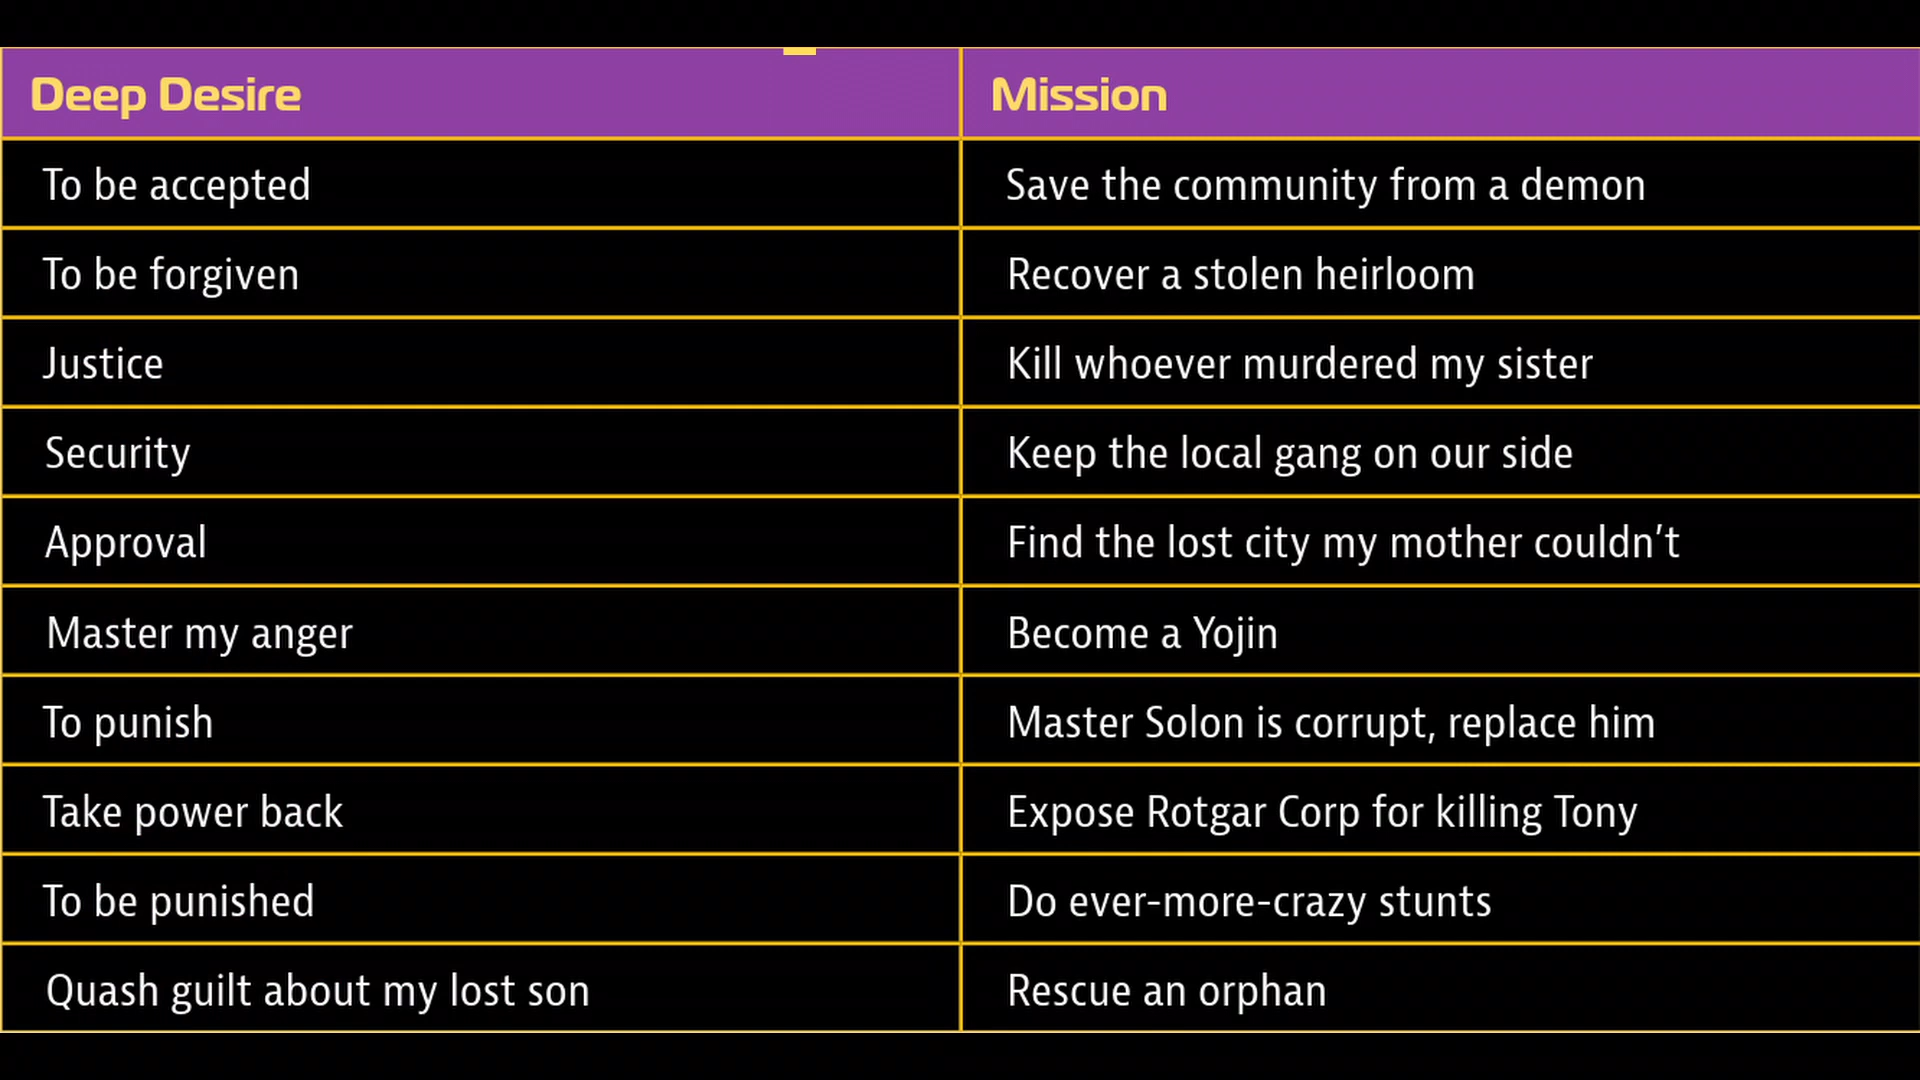 Deep Desire
Mission
To be accepted
Save the community from a demon
To be forgiven
Recover a stolen heirloom
Justice
Kill whoever murdered my sister
Security
Keep the local gang on our side
Approval
Find the lost city my mother couldn’t
Master my anger
Become a Yojin
To punish
Master Solon is corrupt, replace him
Take power back
Expose Rotgar Corp for killing Tony
To be punished
Do ever-more-crazy stunts
Quash guilt about my lost son
Rescue an orphan